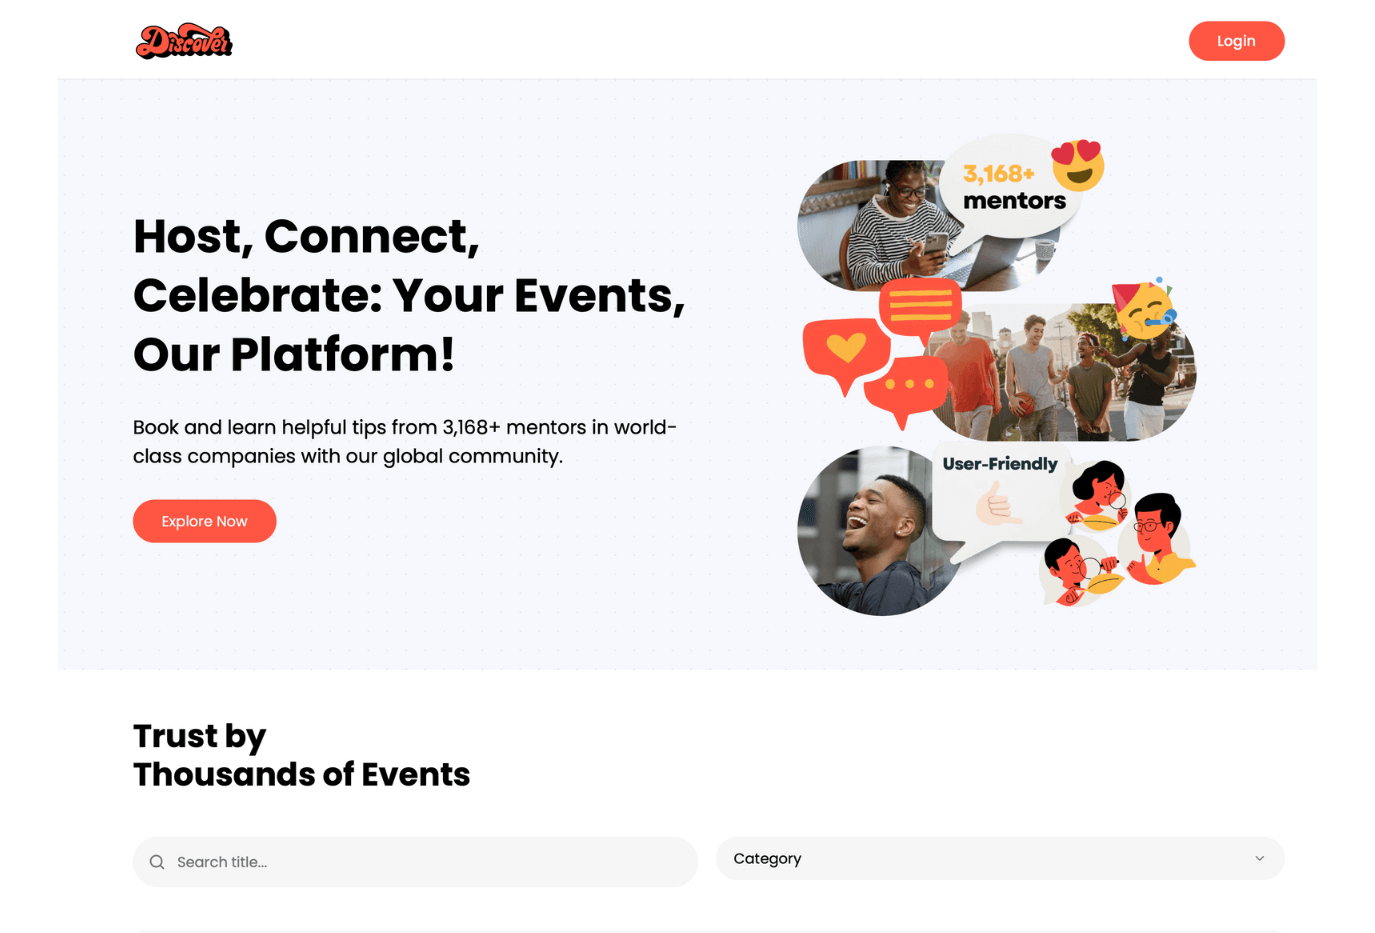 Discover
Login
Host, Connect,
Celebrate: Your Events,
Our Platform!
Book and learn helpful tips from 3,168+ mentors in world-
class companies with our global community.
Explore Now
3,168+
mentors
User-Friendly
Trust by
Thousands of Events
Search title...
Category